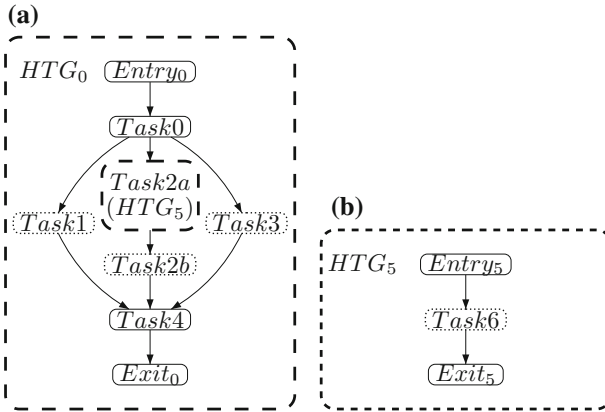 (a)
HTG₀
Entry₀
Task0
Task2a
(HTG₅)
Task1
Task3
Task2b
Task4
Exit₀
(b)
HTG₅
Entry₅
Task6
Exit₅